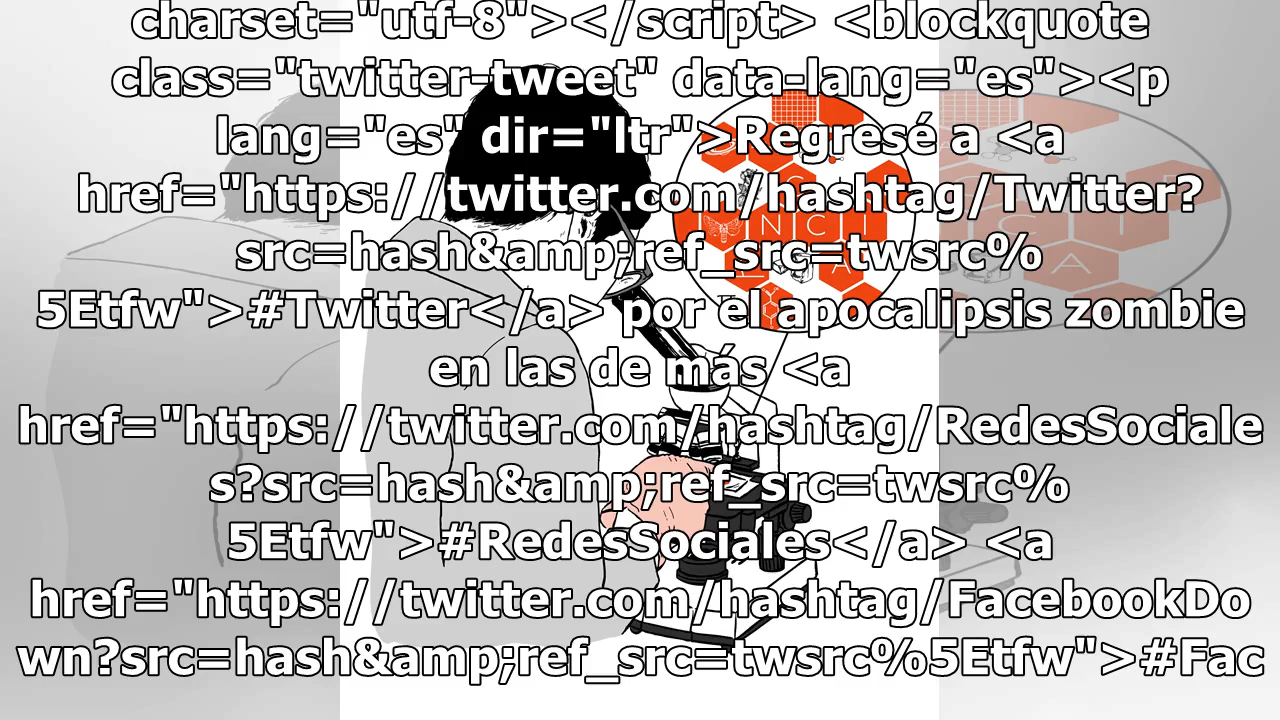 charset="utf-8"></script> <blockquote
class="twitter-tweet" data-lang="es"><p
lang="es" dir="ltr">Regresé a <a
href="https://twitter.com/hashtag/Twitter?
src=hash&amp;ref_src=twsrc%
5Etfw">#Twitter</a> por el apocalipsis zombie
en las de más <a
href="https://twitter.com/hashtag/RedesSociale
s?src=hash&amp;ref_src=twsrc%
5Etfw">#RedesSociales</a> <a
href="https://twitter.com/hashtag/FacebookDo
wn?src=hash&amp;ref_src=twsrc%5Etfw">#Fac